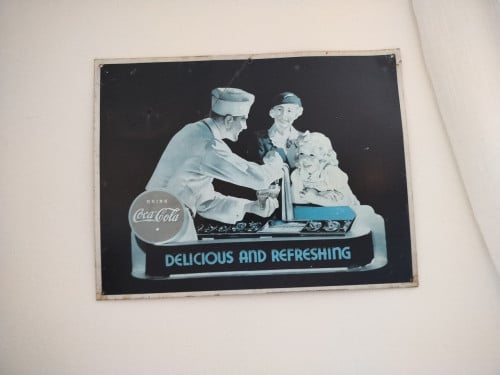 DRINK
Coca-Cola
DELICIOUS AND REFRESHING